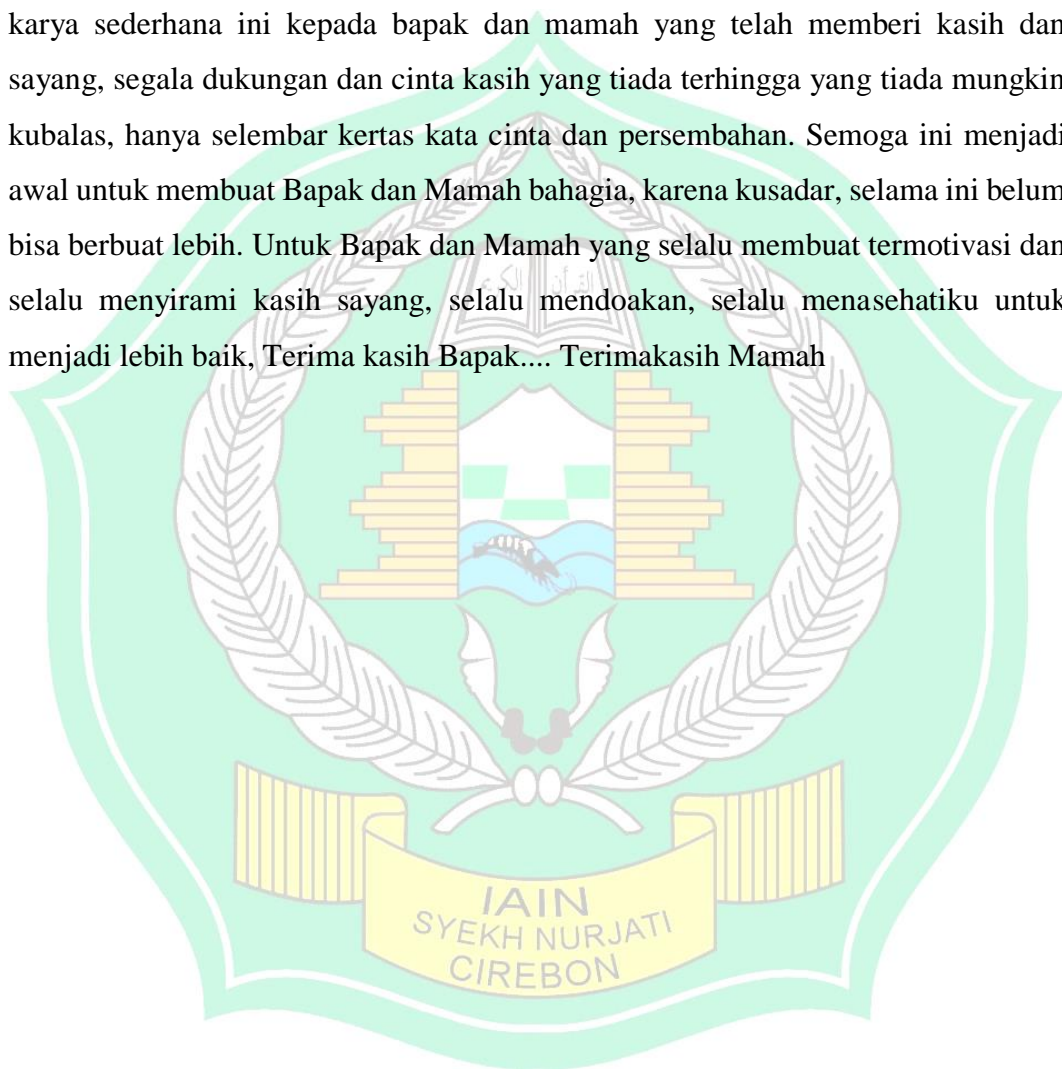 karya sederhana ini kepada bapak dan mamah yang telah memberi kasih dan
sayang, segala dukungan dan cinta kasih yang tiada terhingga yang tiada mungkin
kubalas, hanya selembar kertas kata cinta dan persembahan. Semoga ini menjadi
awal untuk membuat Bapak dan Mamah bahagia, karena kusadar, selama ini belum
bisa berbuat lebih. Untuk Bapak dan Mamah yang selalu membuat termotivasi dan
selalu menyirami kasih sayang, selalu mendoakan, selalu menasehatiku untuk
menjadi lebih baik, Terima kasih Bapak.... Terimakasih Mamah
القرآن الكريم
IAIN
SYEKH NURJATI
CIREBON